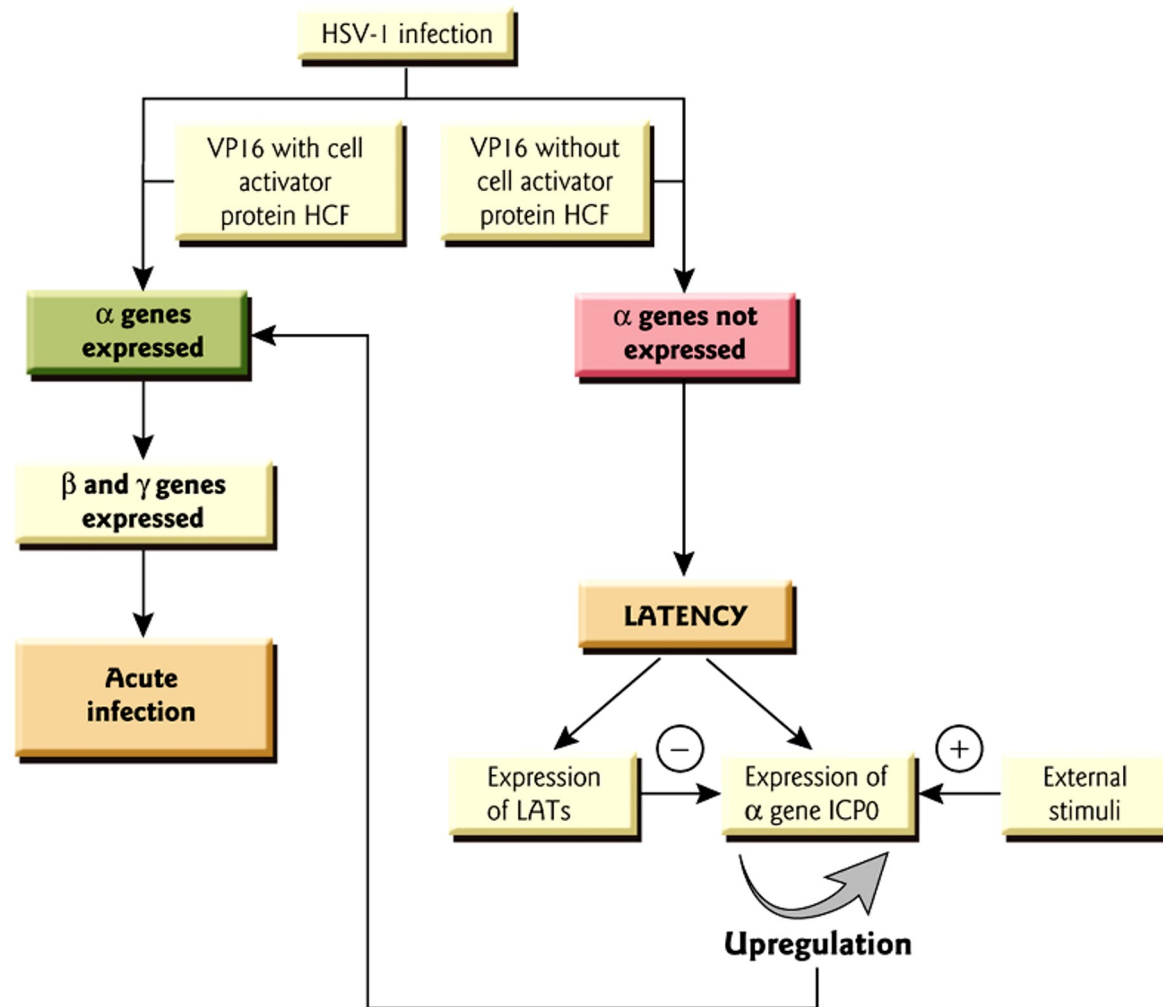 HSV-1 infection
VP16 with cell
activator
protein HCF
VP16 without
cell activator
protein HCF
α genes
expressed
α genes not
expressed
β and γ genes
expressed
LATENCY
Acute
infection
−
+
Expression
of LATs
Expression of
α gene ICP0
External
stimuli
Upregulation